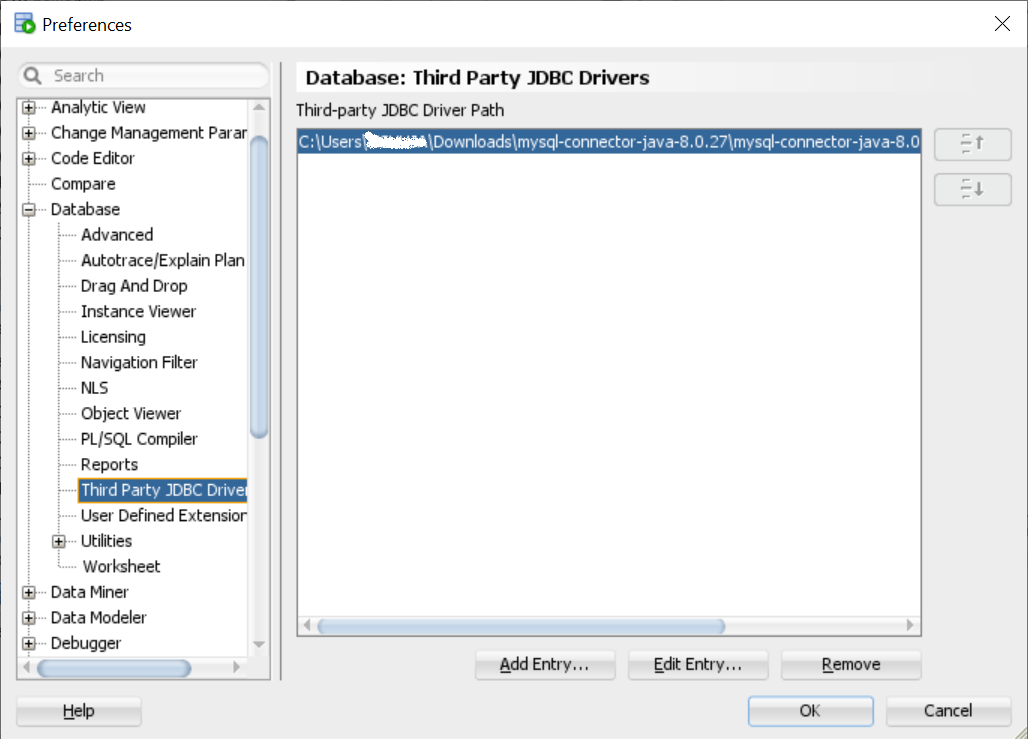 Preferences
Search
Analytic View
Change Management Parar
Code Editor
Compare
Database
Advanced
Autotrace/Explain Plan
Drag And Drop
Instance Viewer
Licensing
Navigation Filter
NLS
Object Viewer
PL/SQL Compiler
Reports
Third Party JDBC Driver
User Defined Extension
Utilities
Worksheet
Data Miner
Data Modeler
Debugger
Database: Third Party JDBC Drivers
Third-party JDBC Driver Path
C:\Users\ \Downloads\mysql-connector-java-8.0.27\mysql-connector-java-8.0
Add Entry...
Edit Entry...
Remove
Help
OK
Cancel